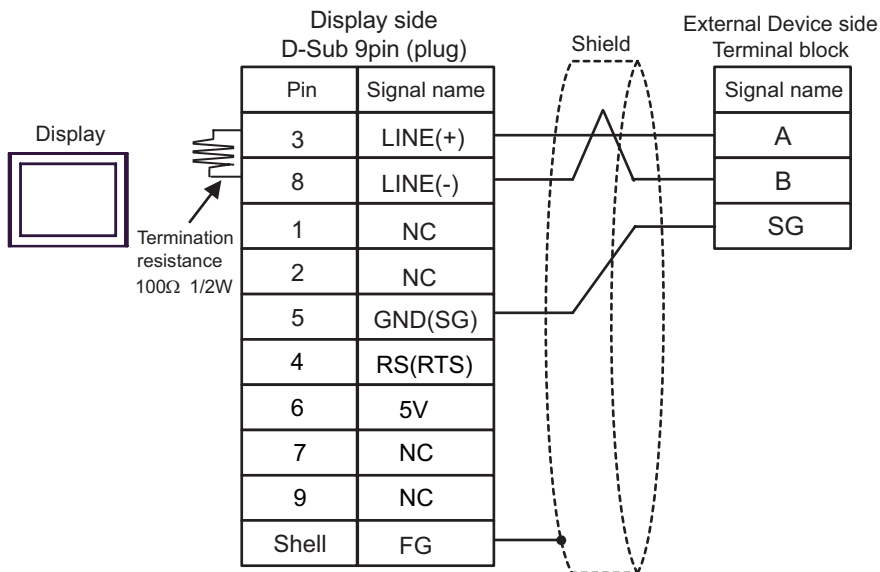 Display side
D-Sub 9pin (plug)
Shield
External Device side
Terminal block
Pin Signal name
Signal name
Display
3 LINE(+)
A
8 LINE(-)
B
Termination
resistance
100Ω 1/2W
1 NC
SG
2 NC
5 GND(SG)
4 RS(RTS)
6 5V
7 NC
9 NC
Shell FG